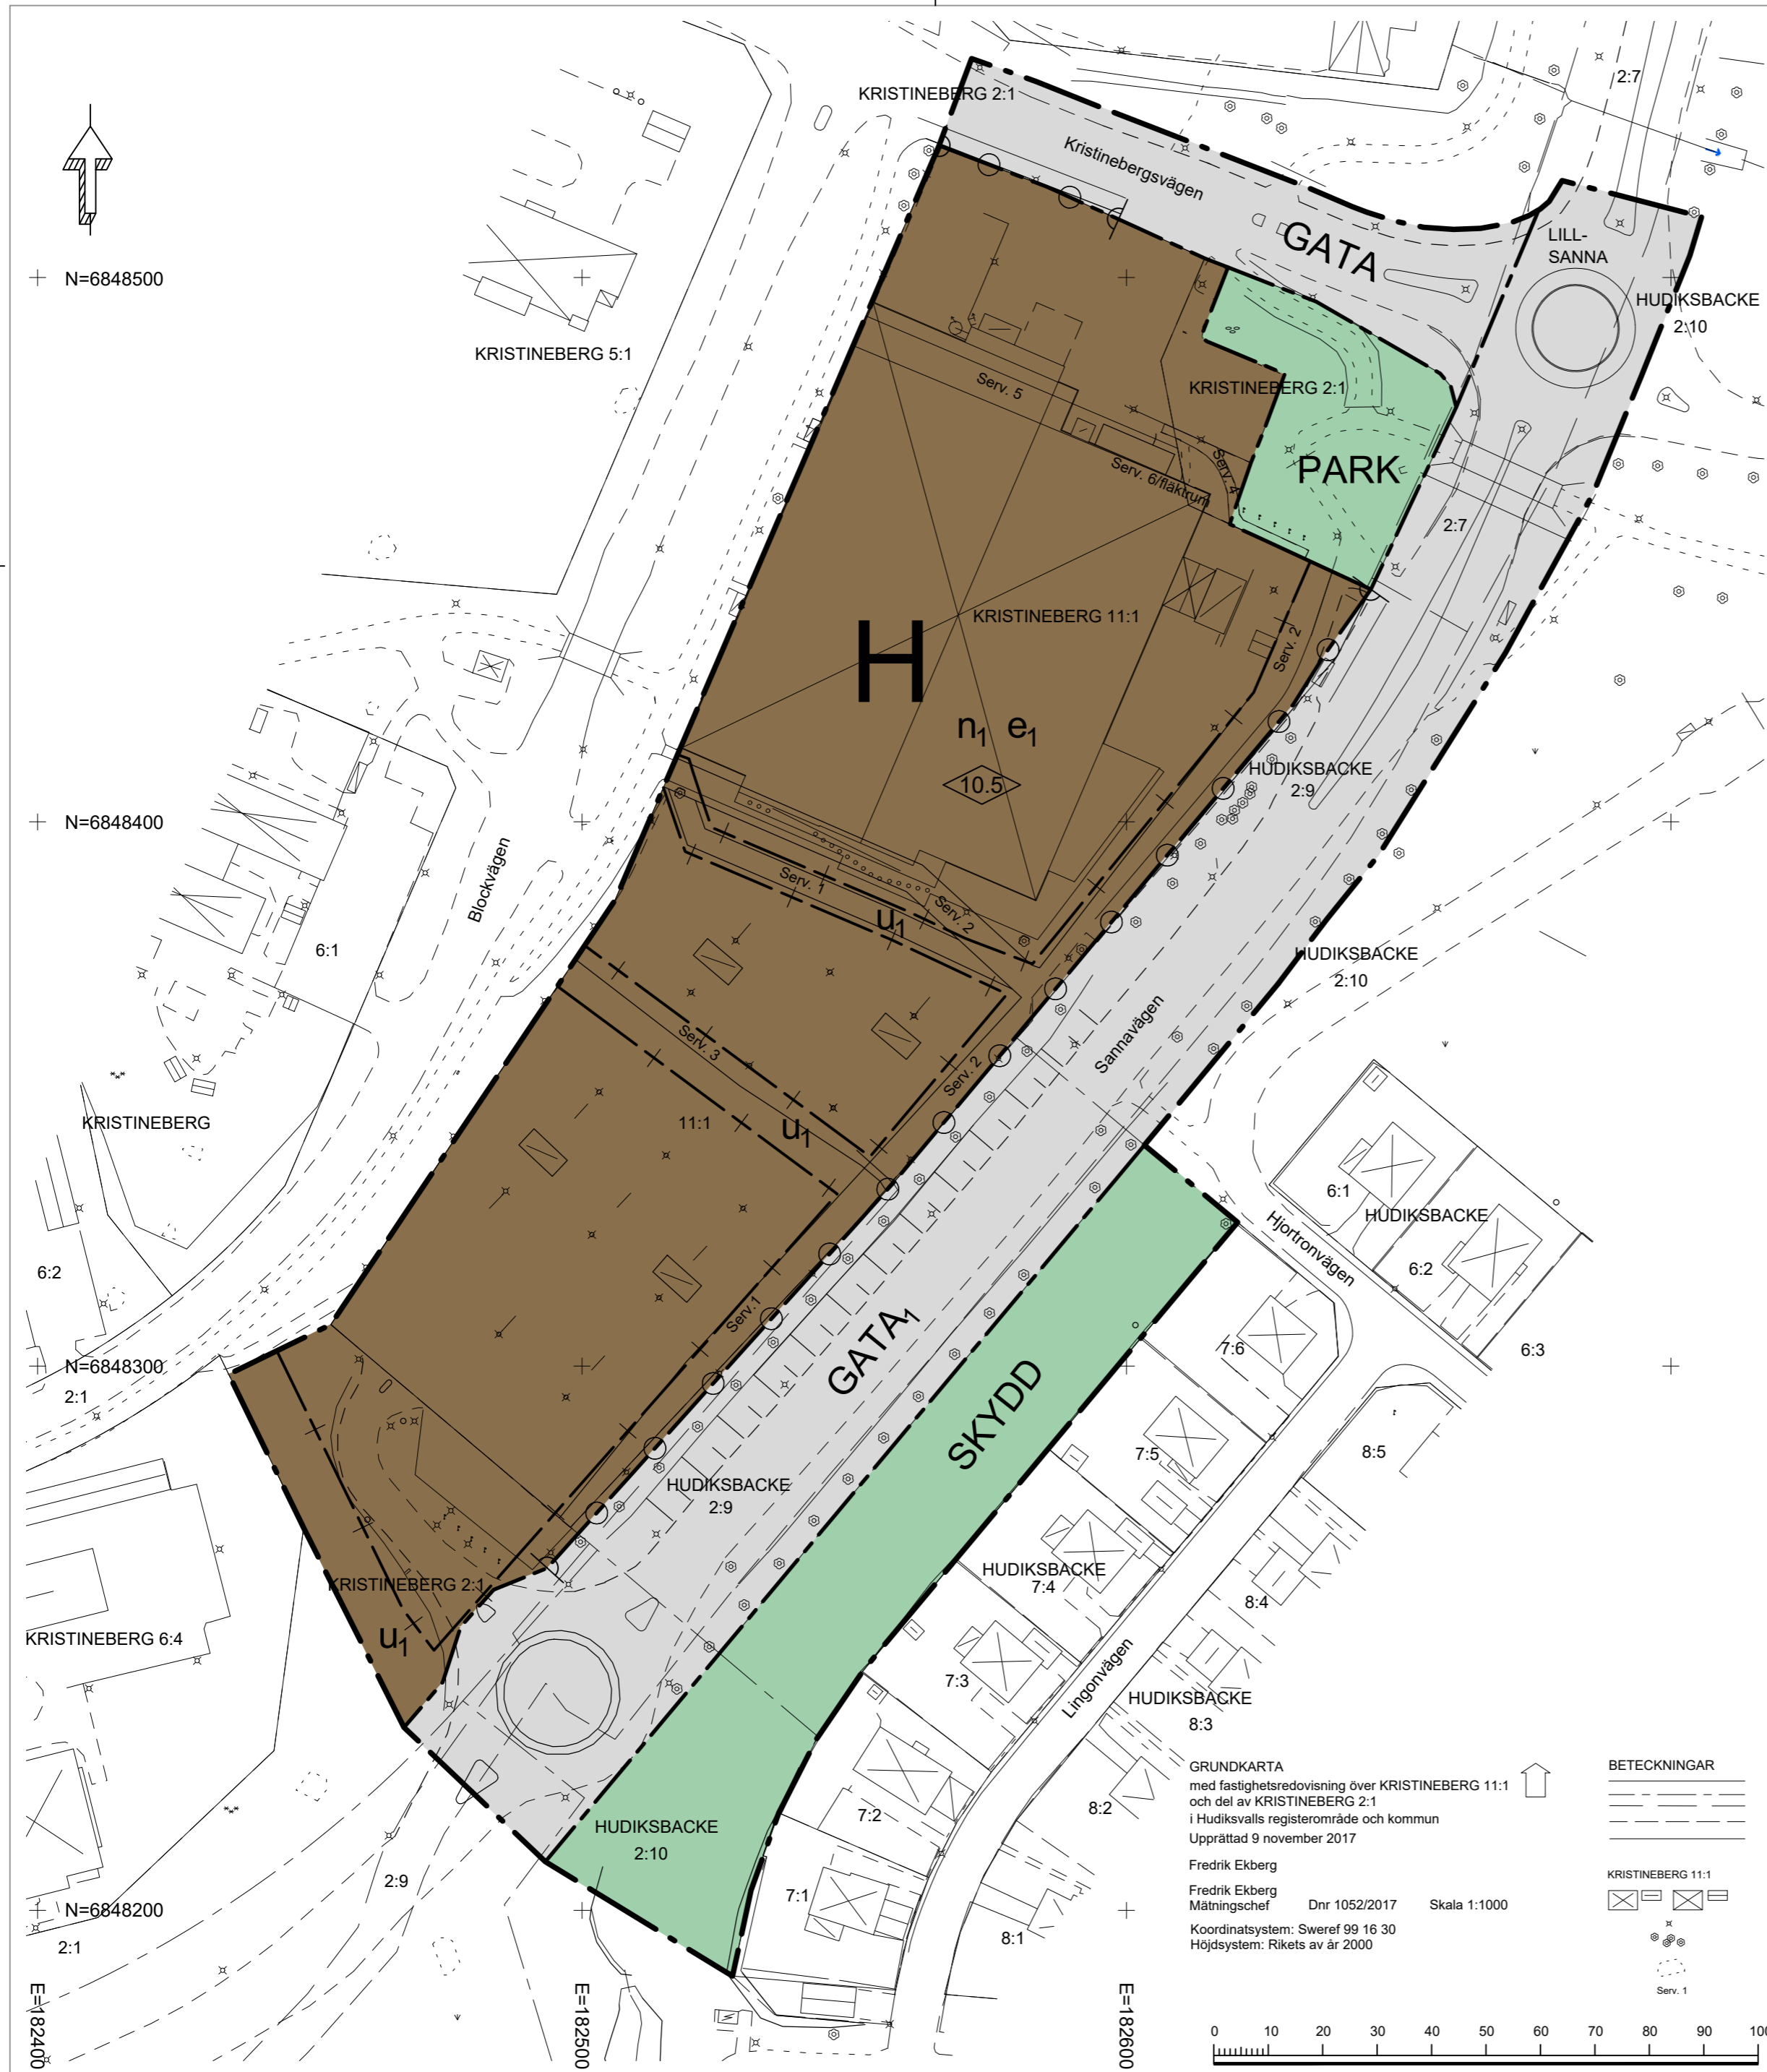 KRISTINEBERG 2:1
2:7
Kristinebergsvägen
GATA
LILL-
SANNA
N=6848500
HUDIKSBACKE
2:10
KRISTINEBERG 5:1
Serv. 5
KRISTINEBERG 2:1
Serv. 6/fläktrum
Serv. 4
PARK
2:7
H
KRISTINEBERG 11:1
Serv. 2
n1 e1
10.5
HUDIKSBACKE
2:9
N=6848400
Blockvägen
Serv. 1
u1
Serv. 2
6:1
HUDIKSBACKE
2:10
Sannavägen
Serv. 3
Serv. 2
11:1
u1
KRISTINEBERG
6:1
HUDIKSBACKE
Hjortronvägen
6:2
6:2
Serv.1
7:6
6:3
N=6848300
GATA1
2:1
SKYDD
7:5
8:5
HUDIKSBACKE
2:9
HUDIKSBACKE
7:4
KRISTINEBERG 2:1
8:4
KRISTINEBERG 6:4
u1
7:3
Lingonvägen
HUDIKSBACKE
8:3
7:2
8:2
HUDIKSBACKE
2:10
2:9
7:1
N=6848200
2:1
8:1
E=182400
E=182500
E=182600
GRUNDKARTA
med fastighetsredovisning över KRISTINEBERG 11:1
och del av KRISTINEBERG 2:1
i Hudiksvalls registerområde och kommun
Upprättad 9 november 2017
Fredrik Ekberg
Fredrik Ekberg
Mätningschef Dnr 1052/2017 Skala 1:1000
Koordinatsystem: Sweref 99 16 30
Höjdsystem: Rikets av år 2000
BETECKNINGAR
KRISTINEBERG 11:1
Serv. 1
0 10 20 30 40 50 60 70 80 90 100